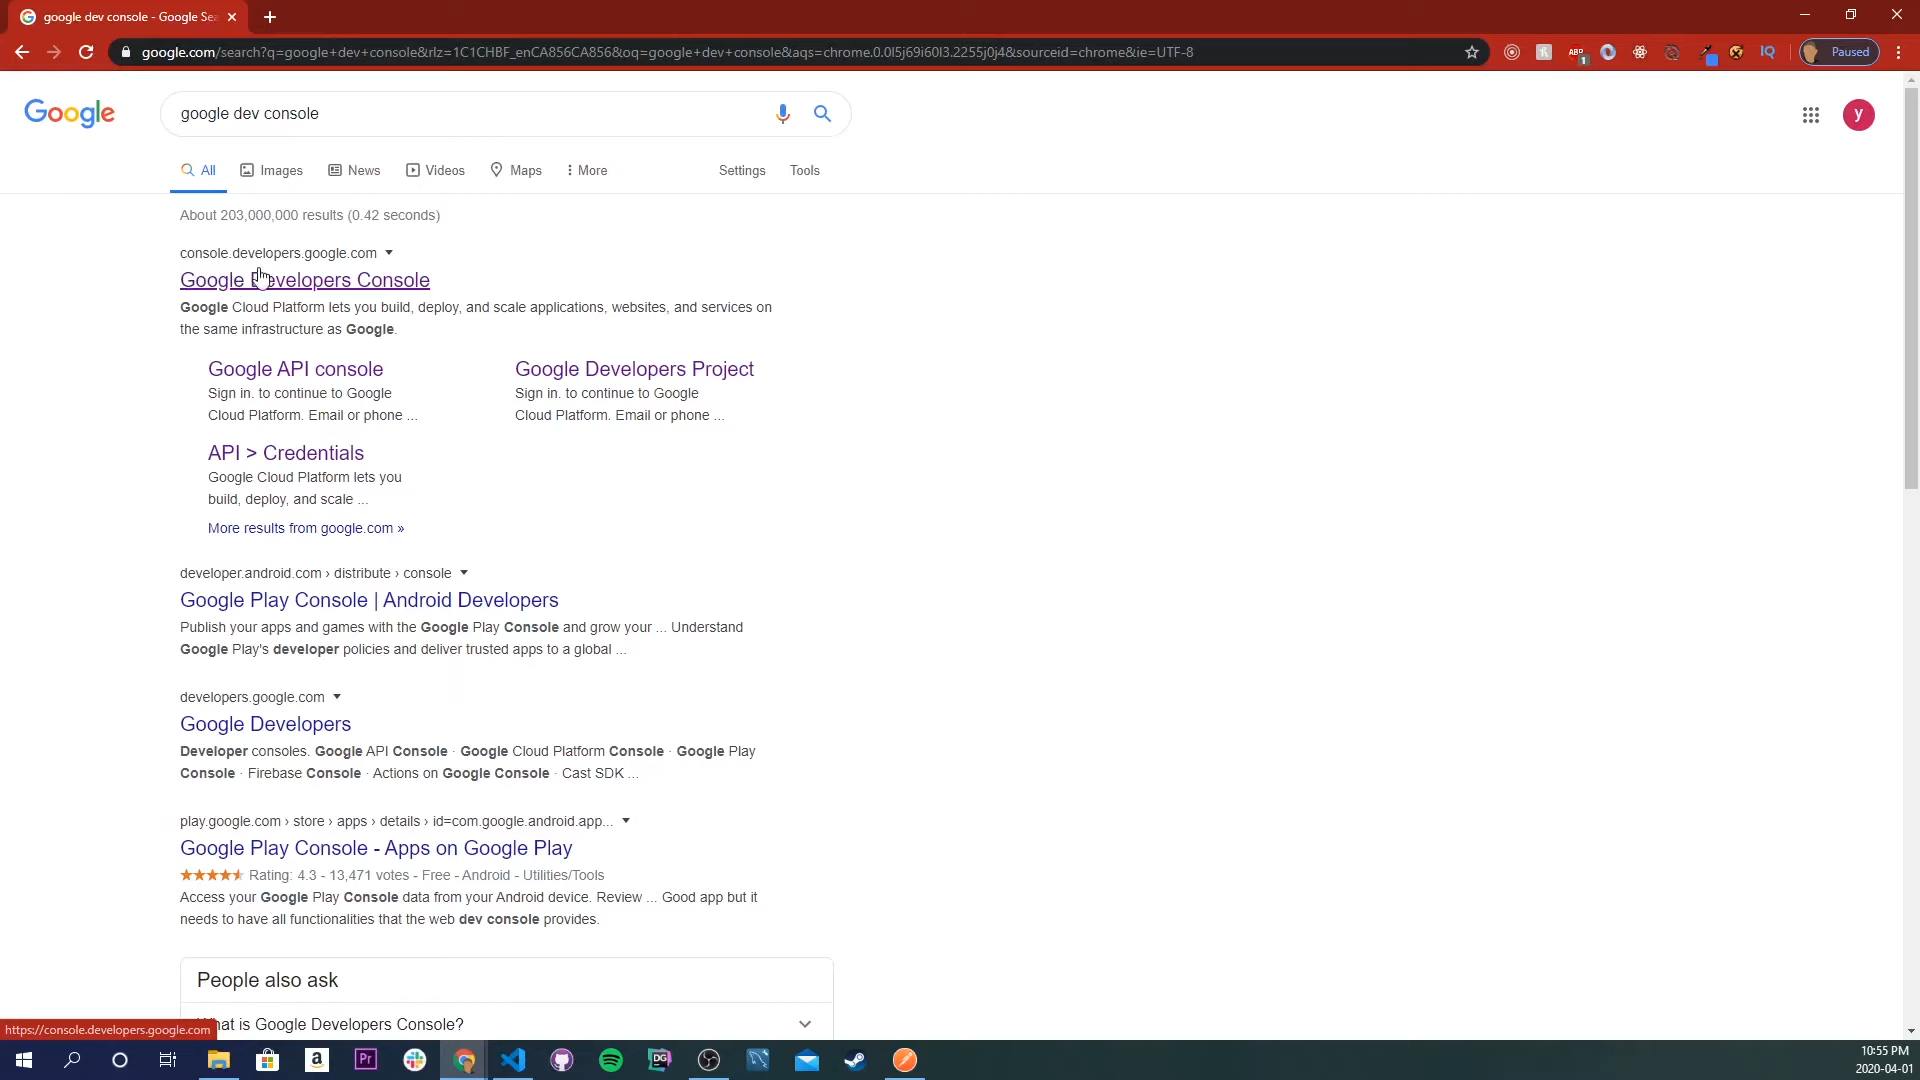 google dev console - Google Sea
google.com/search?q=google+dev+console&rlz=1C1CHBF_enCA856CA856&oq=google+dev+console&aqs=chrome.0.0l5j69i60l3.2255j0j4&sourceid=chrome&ie=UTF-8
ABP
1
IQ
Paused
Google
google dev console
y
All
Images
News
Videos
Maps
More
Settings
Tools
About 203,000,000 results (0.42 seconds)
console.developers.google.com
Google Developers Console
Google Cloud Platform lets you build, deploy, and scale applications, websites, and services on
the same infrastructure as Google.
Google API console
Sign in. to continue to Google
Cloud Platform. Email or phone ...
Google Developers Project
Sign in. to continue to Google
Cloud Platform. Email or phone ...
API > Credentials
Google Cloud Platform lets you
build, deploy, and scale ...
More results from google.com »
developer.android.com › distribute › console
Google Play Console | Android Developers
Publish your apps and games with the Google Play Console and grow your ... Understand
Google Play's developer policies and deliver trusted apps to a global ...
developers.google.com
Google Developers
Developer consoles. Google API Console · Google Cloud Platform Console · Google Play
Console · Firebase Console · Actions on Google Console · Cast SDK ...
play.google.com › store › apps › details › id=com.google.android.app...
Google Play Console - Apps on Google Play
Rating: 4.3 - 13,471 votes - Free - Android - Utilities/Tools
Access your Google Play Console data from your Android device. Review ... Good app but it
needs to have all functionalities that the web dev console provides.
People also ask
hat is Google Developers Console?
https://console.developers.google.com
a
Pr
DG
10:55 PM
2020-04-01